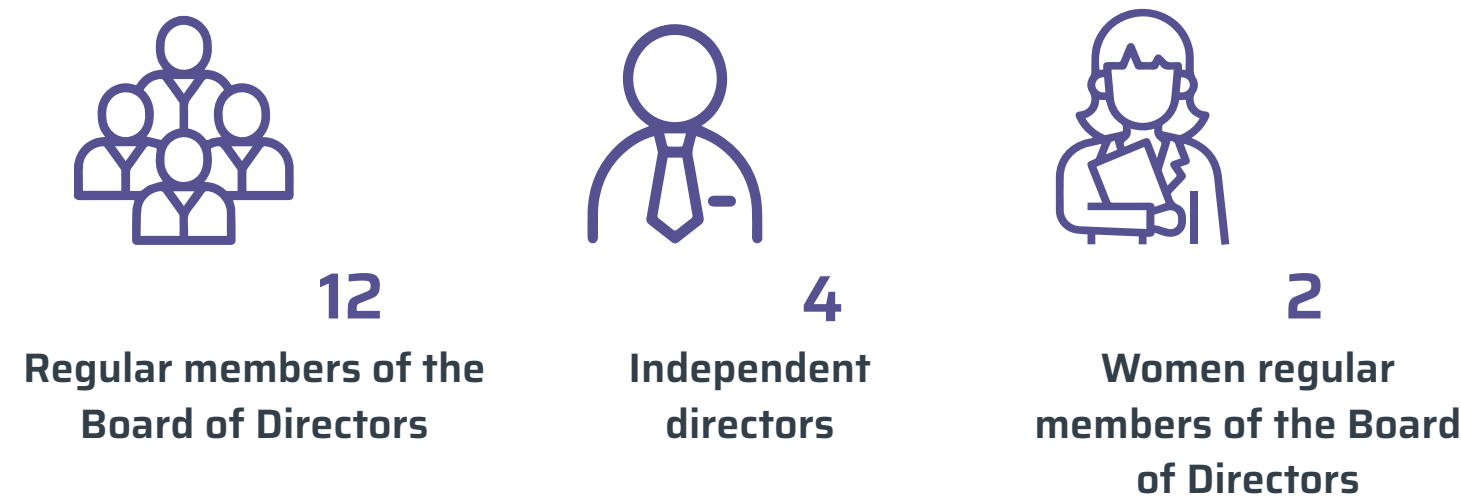 12
Regular members of the
Board of Directors
4
Independent
directors
2
Women regular
members of the Board
of Directors